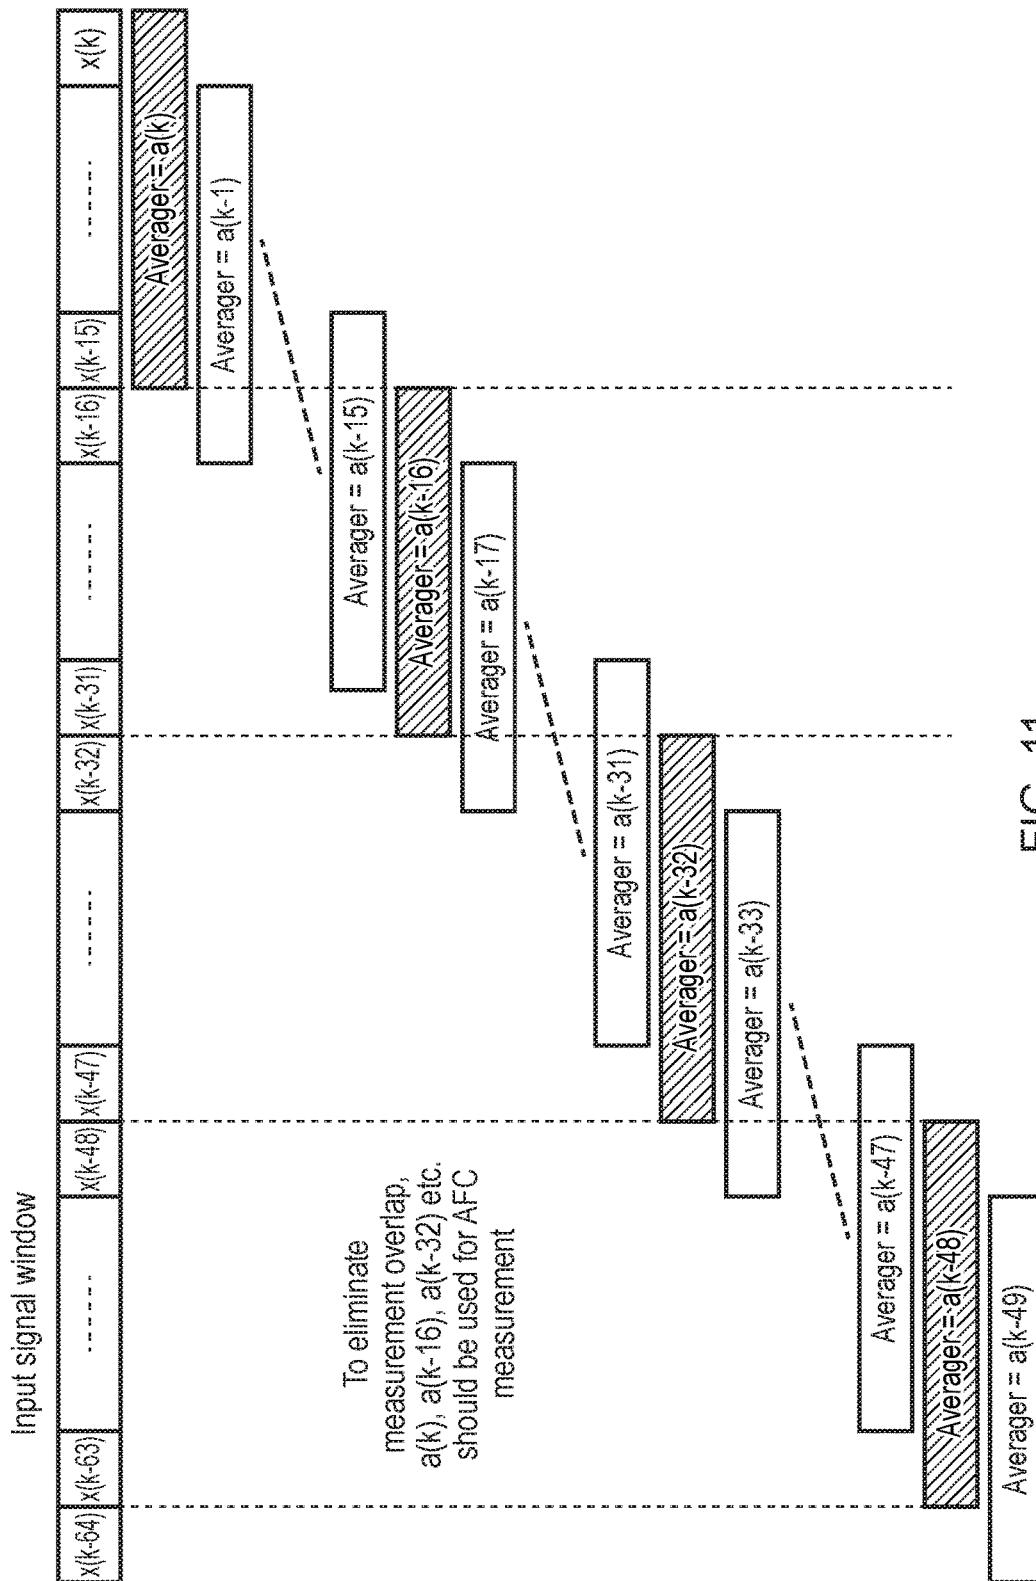 Input signal window
x(k-64)
x(k-63)
------
x(k-48)
x(k-47)
-----
x(k-32)
x(k-31)
------
x(k-16)
x(k-15)
------
x(k)
Averager = a(k)
Averager = a(k-1)
Averager = a(k-15)
Averager = a(k-16)
Averager = a(k-17)
Averager = a(k-31)
Averager = a(k-32)
Averager = a(k-33)
Averager = a(k-47)
Averager = a(k-48)
Averager = a(k-49)
To eliminate
measurement overlap,
a(k), a(k-16), a(k-32) etc.
should be used for AFC
measurement
FIG. 11